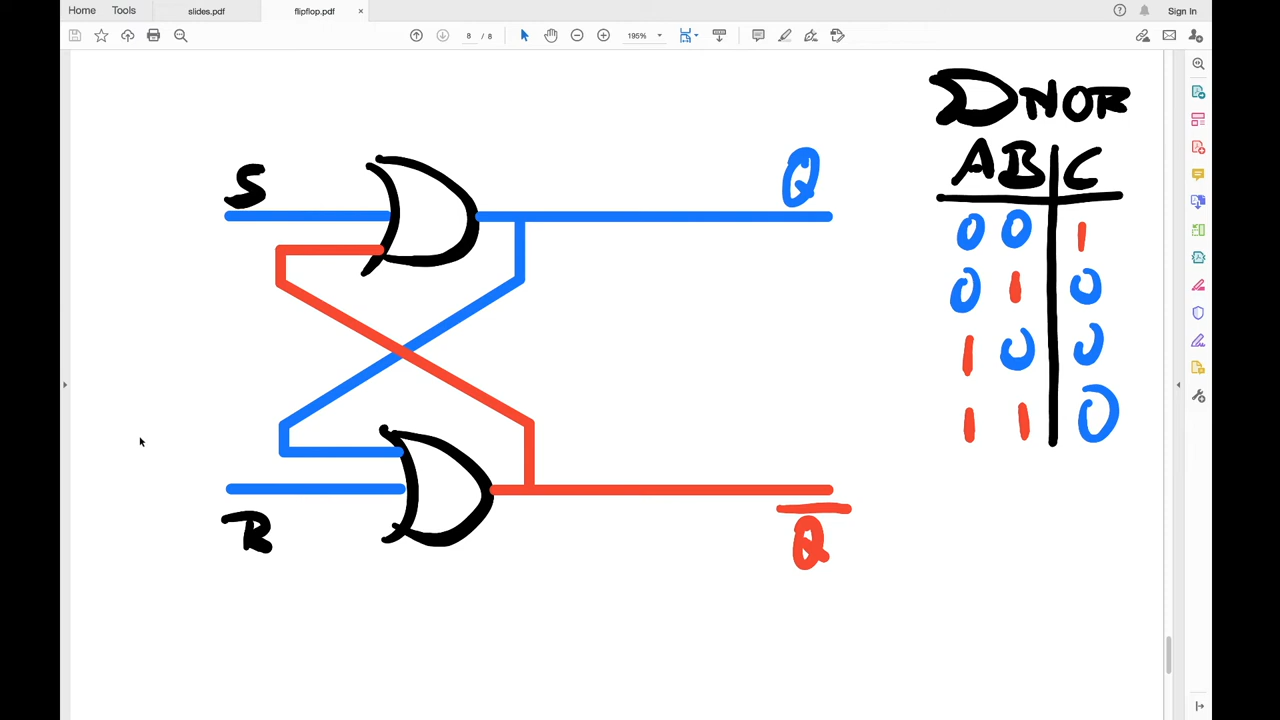 Home Tools slides.pdf flipflop.pdf × Sign In
8 / 8 195%
NOR
S Q A B C
0 0 1
0 1 0
1 0 0
1 1 0
R Q